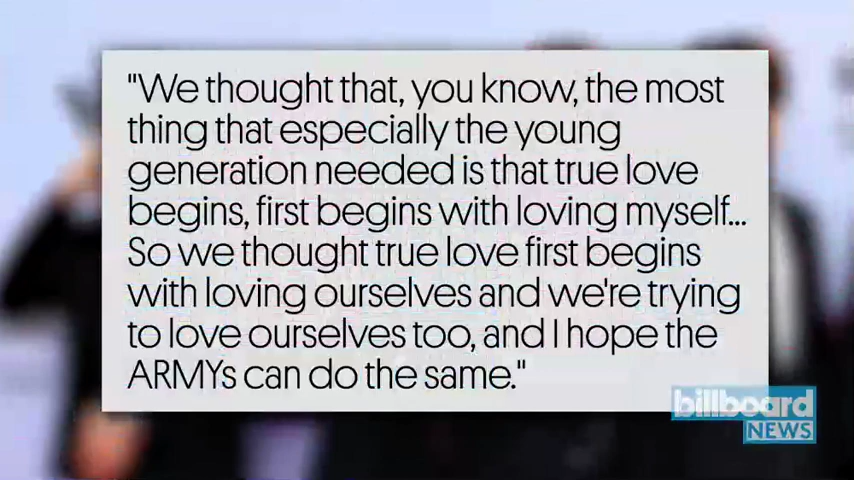 "We thought that, you know, the most
thing that especially the young
generation needed is that true love
begins, first begins with loving myself...
So we thought true love first begins
with loving ourselves and we're trying
to love ourselves too, and I hope the
ARMYs can do the same."
billboard
NEWS